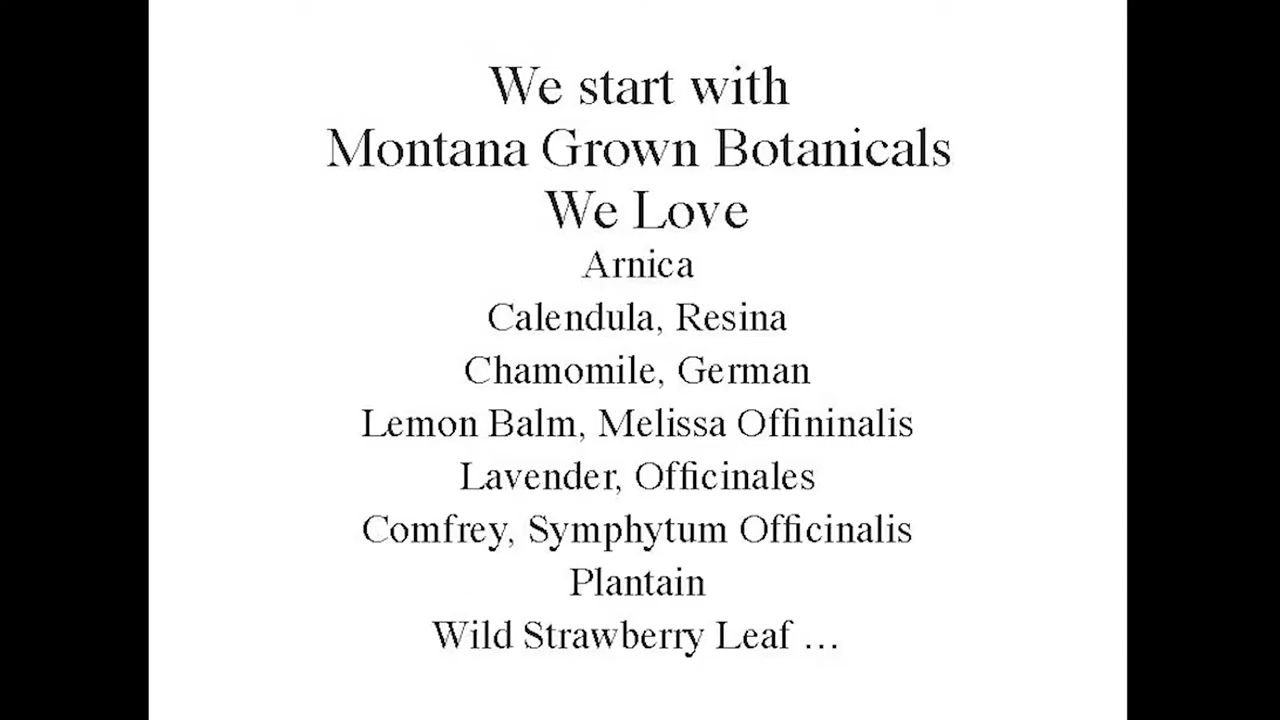 We start with
Montana Grown Botanicals
We Love
Arnica
Calendula, Resina
Chamomile, German
Lemon Balm, Melissa Offininalis
Lavender, Officinales
Comfrey, Symphytum Officinalis
Plantain
Wild Strawberry Leaf ...